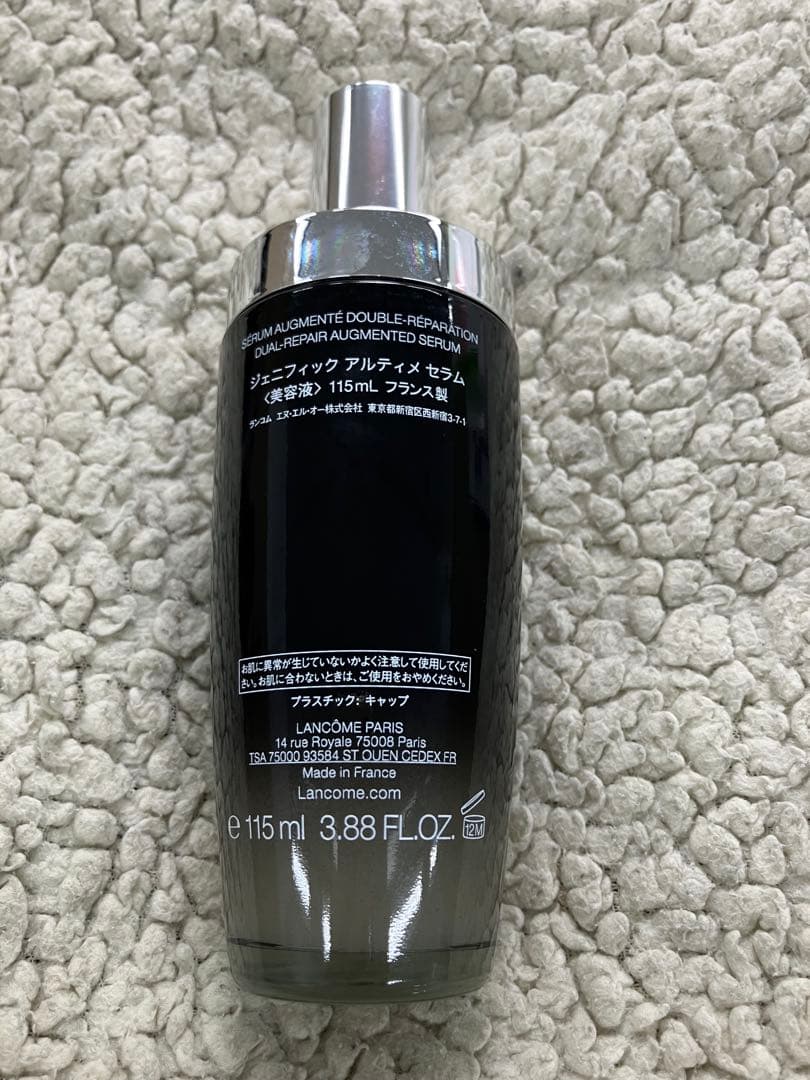 SÉRUM AUGMENTÉ DOUBLE-RÉPARATION
DUAL-REPAIR AUGMENTED SERUM
ジェニフィック アルティメ セラム
〈美容液〉 115mL フランス製
ランコム エヌ・エル・オー株式会社 東京都新宿区西新宿3-7-1
お肌に異常が生じていないかよく注意して使用してくだ
さい。お肌に合わないときは、ご使用をおやめください。
プラスチック: キャップ
LANCÔME PARIS
14 rue Royale 75008 Paris
TSA 75000 93584 ST OUEN CEDEX FR
Made in France
Lancome.com
e 115 ml 3.88 FL.OZ. 12M